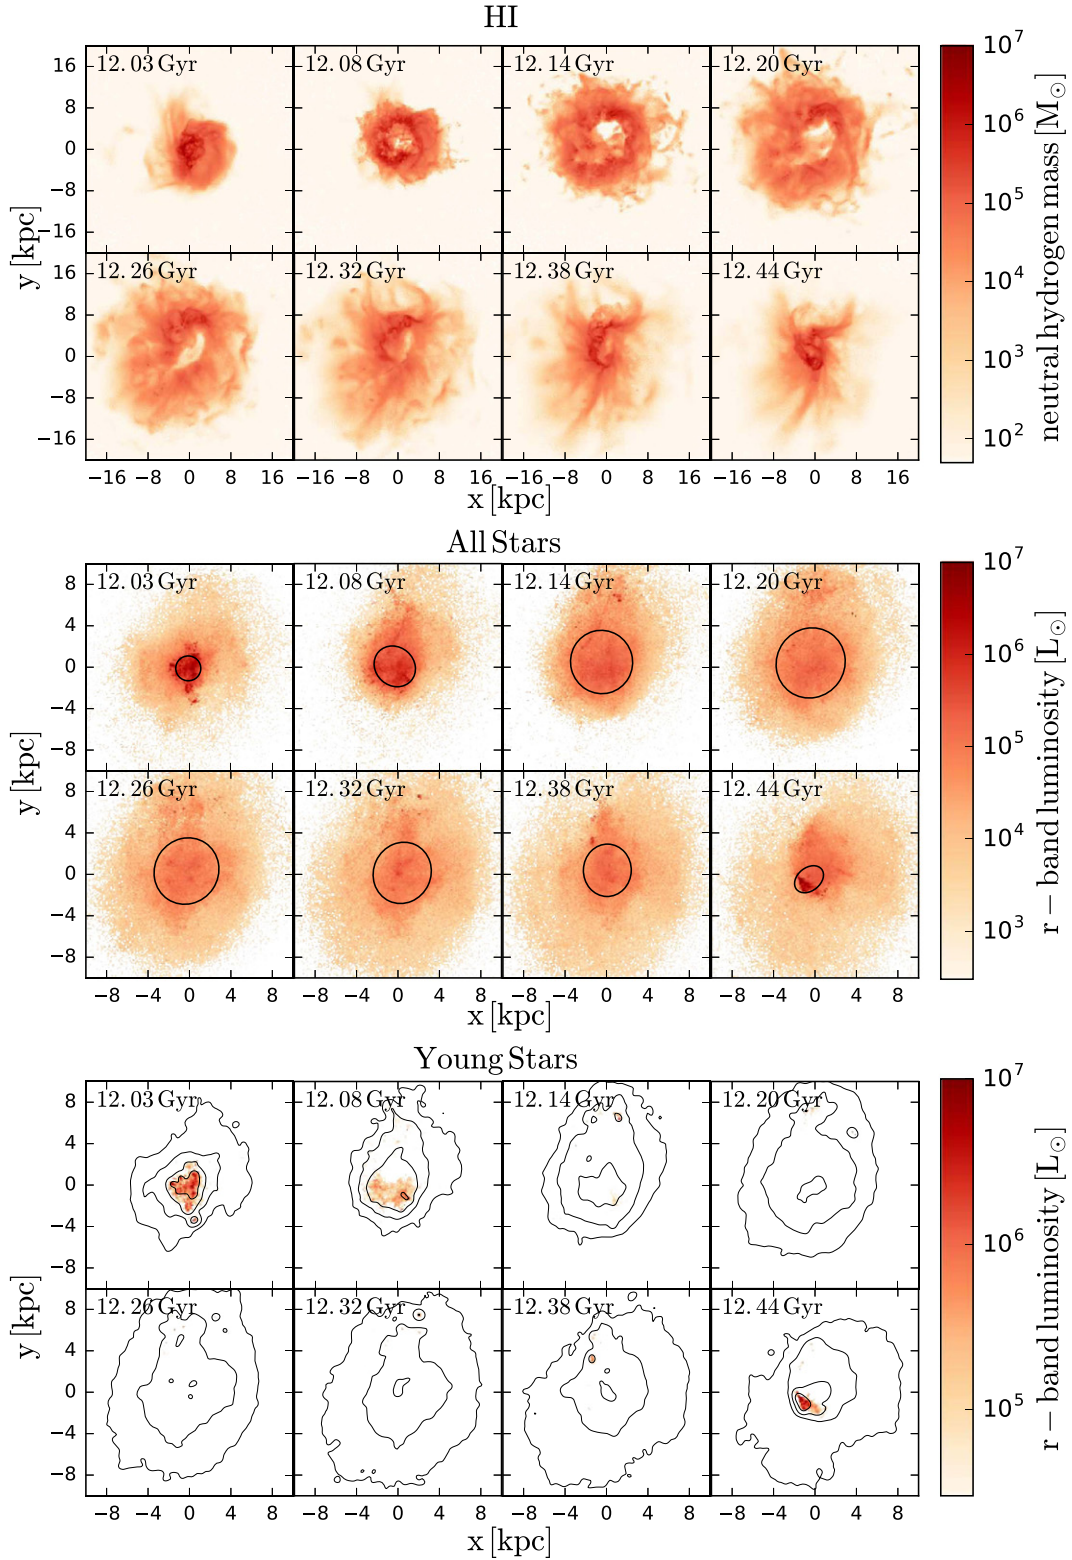 HI
12.03 Gyr 12.08 Gyr 12.14 Gyr 12.20 Gyr
16
8
0
−8
−16
12.26 Gyr 12.32 Gyr 12.38 Gyr 12.44 Gyr
16
8
0
−8
−16
y [kpc]
−16 −8 0 8 16 −16 −8 0 8 16 −16 −8 0 8 16 −16 −8 0 8 16
x [kpc]
10^7
10^6
10^5
10^4
10^3
10^2
neutral hydrogen mass [M⊙]
All Stars
12.03 Gyr 12.08 Gyr 12.14 Gyr 12.20 Gyr
8
4
0
−4
−8
12.26 Gyr 12.32 Gyr 12.38 Gyr 12.44 Gyr
8
4
0
−4
−8
y [kpc]
−8 −4 0 4 8 −8 −4 0 4 8 −8 −4 0 4 8 −8 −4 0 4 8
x [kpc]
10^7
10^6
10^5
10^4
10^3
r − band luminosity [L⊙]
Young Stars
12.03 Gyr 12.08 Gyr 12.14 Gyr 12.20 Gyr
8
4
0
−4
−8
12.26 Gyr 12.32 Gyr 12.38 Gyr 12.44 Gyr
8
4
0
−4
−8
y [kpc]
−8 −4 0 4 8 −8 −4 0 4 8 −8 −4 0 4 8 −8 −4 0 4 8
x [kpc]
10^7
10^6
10^5
r − band luminosity [L⊙]